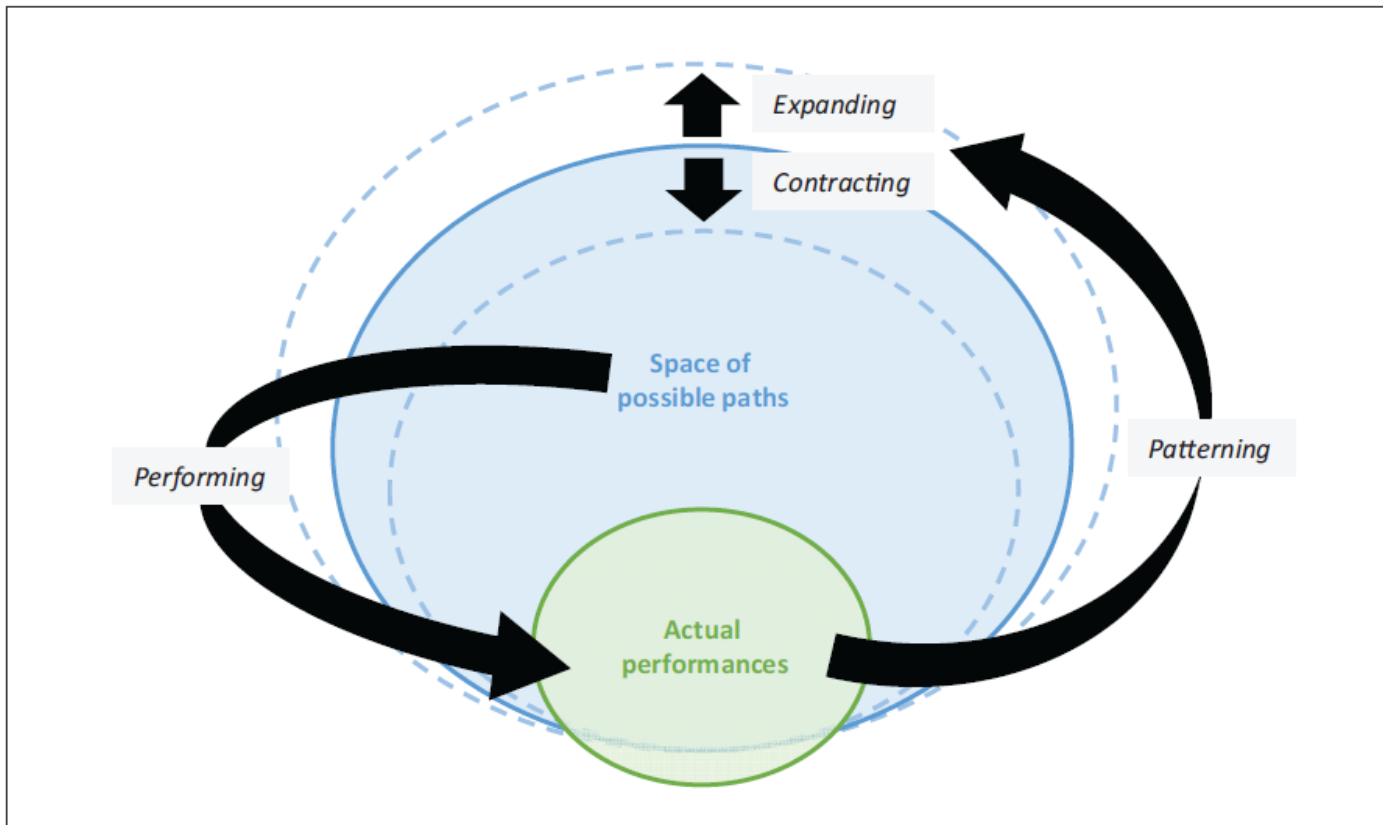 Expanding
Contracting
Space of
possible paths
Performing
Patterning
Actual
performances